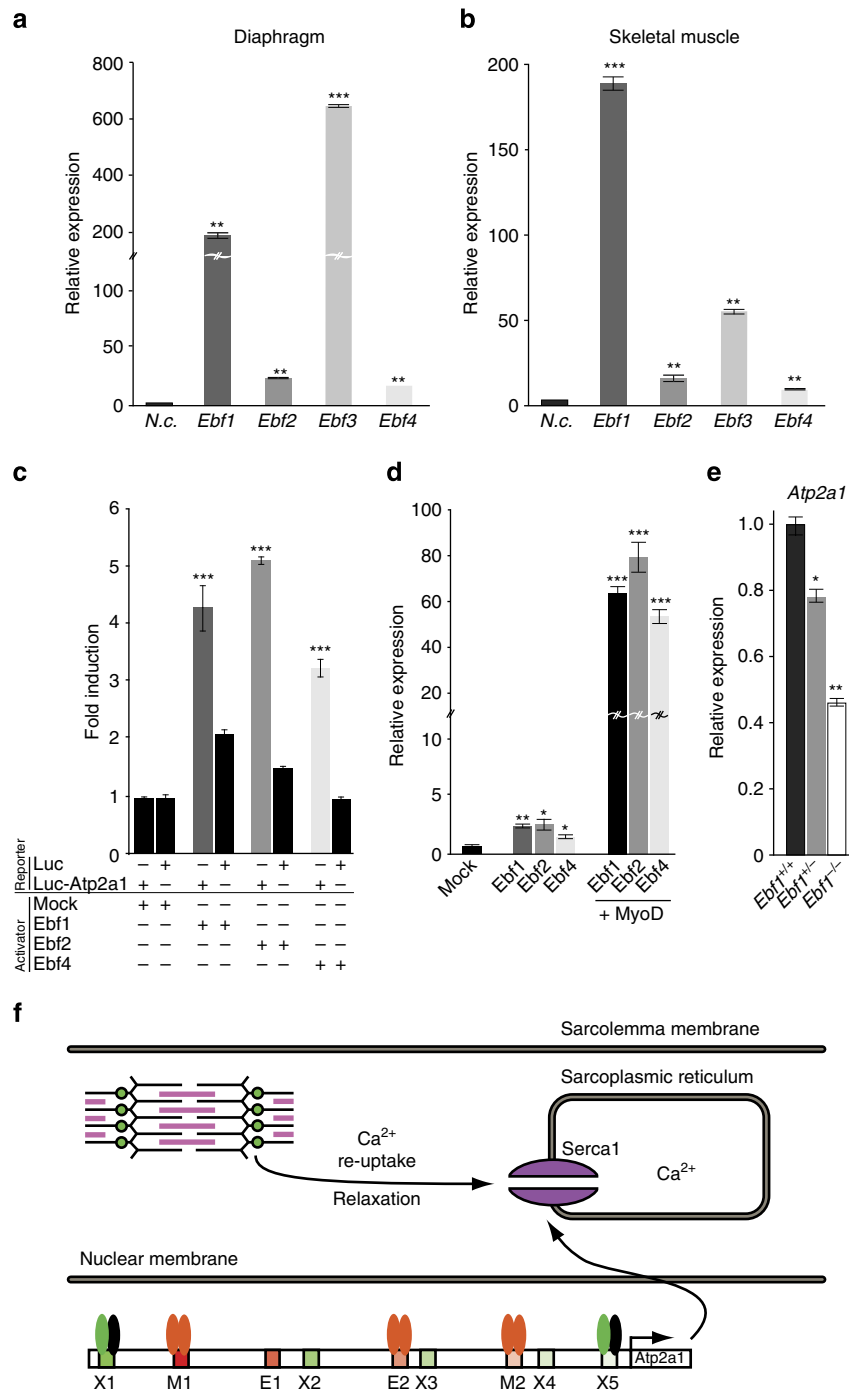 a
Diaphragm
Relative expression
800
600
400
200
100
50
0
** ** *** **
N.c. Ebf1 Ebf2 Ebf3 Ebf4
b
Skeletal muscle
Relative expression
200
150
100
50
0
*** ** ** **
N.c. Ebf1 Ebf2 Ebf3 Ebf4
c
Fold induction
6
5
4
3
2
1
0
*** *** ***
Reporter
Luc – + – + – + – +
Luc-Atp2a1 + – + – + – + –
Activator
Mock + + – – – – – –
Ebf1 – – + + – – – –
Ebf2 – – – – + + – –
Ebf4 – – – – – – + +
d
Relative expression
100
80
60
40
20
10
5
0
** * * *** *** ***
Mock Ebf1 Ebf2 Ebf4 Ebf1 Ebf2 Ebf4
+ MyoD
e
Atp2a1
Relative expression
1.0
0.8
0.6
0.4
0.2
0
* **
Ebf1+/+ Ebf1+/– Ebf1–/–
f
Sarcolemma membrane
Sarcoplasmic reticulum
Ca2+
re-uptake
Relaxation
Serca1
Ca2+
Nuclear membrane
Atp2a1
X1 M1 E1 X2 E2 X3 M2 X4 X5